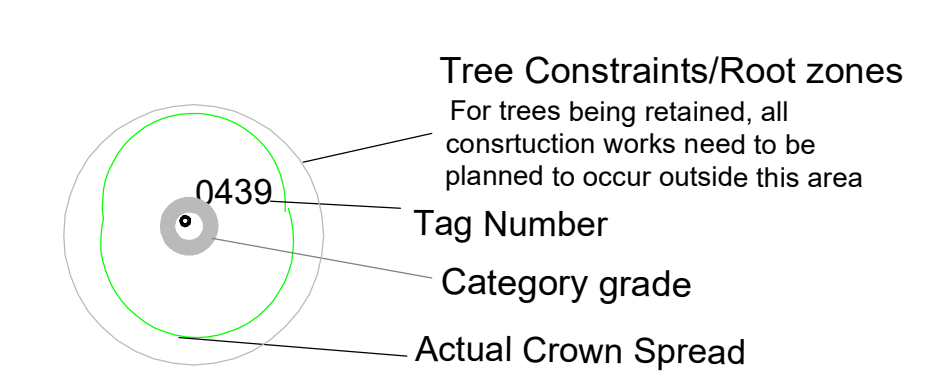 Tree Constraints/Root zones
For trees being retained, all
consrtuction works need to be
planned to occur outside this area
0439
Tag Number
Category grade
Actual Crown Spread